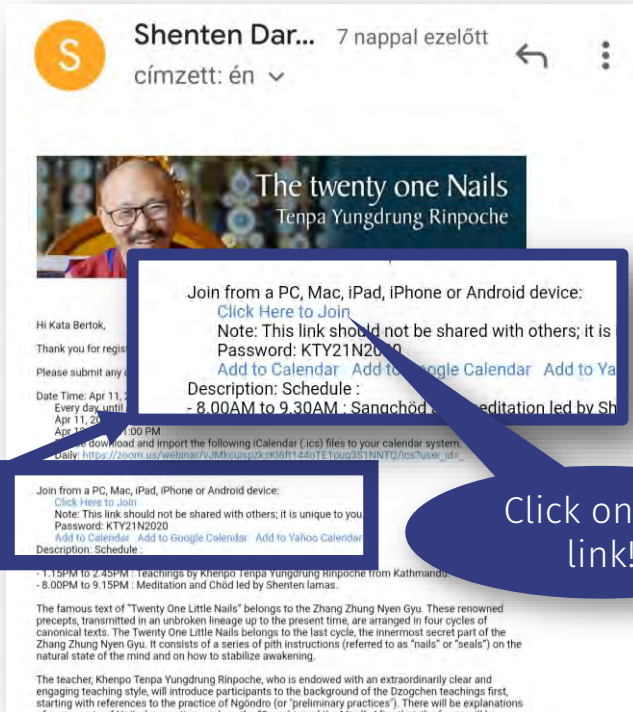 S
Shenten Dar... 7 nappal ezelőtt
címzett: én
The twenty one Nails
Tenpa Yungdrung Rinpoche
Join from a PC, Mac, iPad, iPhone or Android device:
Click Here to Join
Note: This link should not be shared with others; it is
Password: KTY21N2020
Add to Calendar Add to Google Calendar Add to Ya
Description: Schedule :
- 8.00AM to 9.30AM : Sangchöd meditation led by Sh
Hi Kata Bertok,
Thank you for regist
Please submit any
Date Time: Apr 11, 2
Every day, until
Apr 11, 20
Apr 1:00 PM
download and import the following iCalendar (.ics) files to your calendar system.
Daily:
Join from a PC, Mac, iPad, iPhone or Android device:
Click Here to Join
Note: This link should not be shared with others; it is unique to you.
Password: KTY21N2020
Add to Calendar Add to Google Calendar Add to Yahoo Calendar
Description: Schedule :
- 1.15PM to 2.45PM : Teachings by Khenpo Tenpa Yungdrung Rinpoche from Kathmandu
- 8.00PM to 9.15PM : Meditation and Chöd led by Shenten lamas.
Click on
link!
The famous text of "Twenty One Little Nails" belongs to the Zhang Zhung Nyen Gyu. These renowned
precepts, transmitted in an unbroken lineage up to the present time, are arranged in four cycles of
canonical texts. The Twenty One Little Nails belongs to the last cycle, the innermost secret part of the
Zhang Zhung Nyen Gyu. It consists of a series of pith instructions (referred to as "nails" or "seals") on the
natural state of the mind and on how to stabilize awakening.
The teacher, Khenpo Tenpa Yungdrung Rinpoche, who is endowed with an extraordinarily clear and
engaging teaching style, will introduce participants to the background of the Dzogchen teachings first,
starting with references to the practice of Ngöndro (or "preliminary practices"). There will be explanations